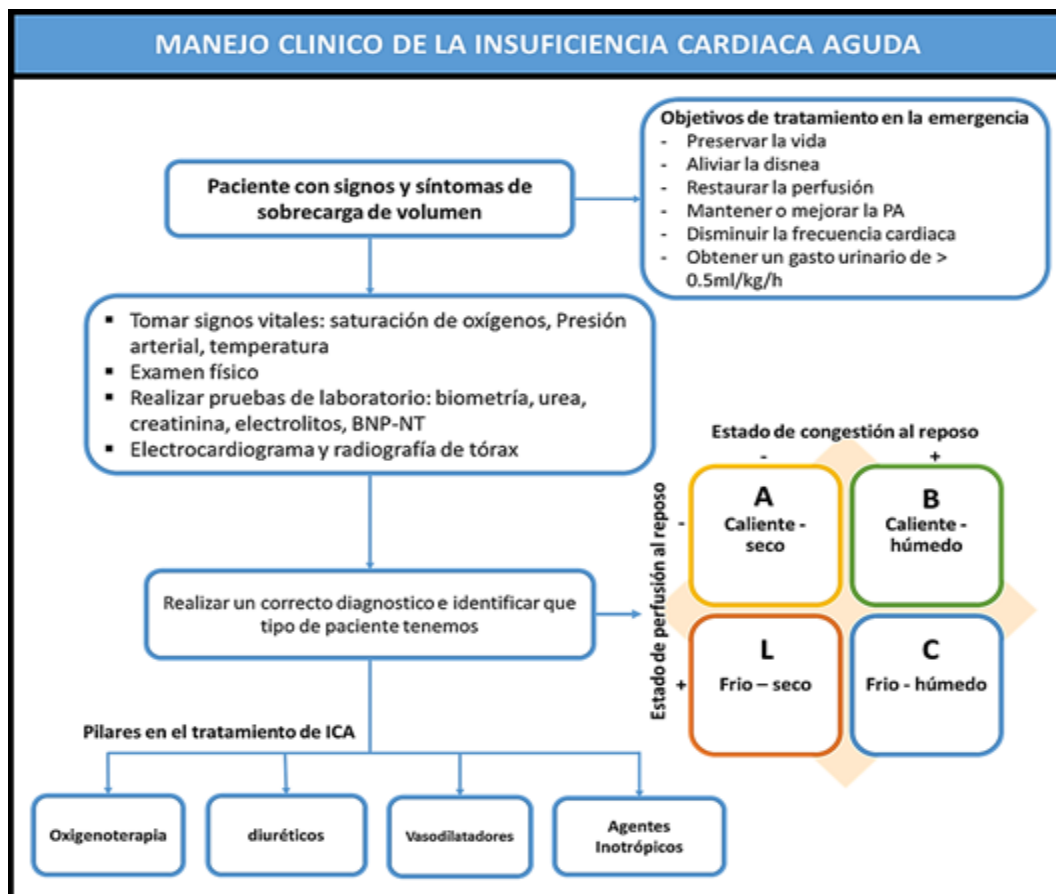 MANEJO CLINICO DE LA INSUFICIENCIA CARDIACA AGUDA
Objetivos de tratamiento en la emergencia
- Preservar la vida
- Aliviar la disnea
- Restaurar la perfusión
- Mantener o mejorar la PA
- Disminuir la frecuencia cardiaca
- Obtener un gasto urinario de >
0.5ml/kg/h
Paciente con signos y síntomas de
sobrecarga de volumen
▪ Tomar signos vitales: saturación de oxígenos, Presión
arterial, temperatura
▪ Examen físico
▪ Realizar pruebas de laboratorio: biometría, urea,
creatinina, electrolitos, BNP-NT
▪ Electrocardiograma y radiografía de tórax
Estado de congestión al reposo
- +
Estado de perfusión al reposo
-
A
Caliente -
seco
B
Caliente -
húmedo
+
L
Frio – seco
C
Frio - húmedo
Realizar un correcto diagnostico e identificar que
tipo de paciente tenemos
Pilares en el tratamiento de ICA
Oxigenoterapia
diuréticos
Vasodilatadores
Agentes
Inotrópicos